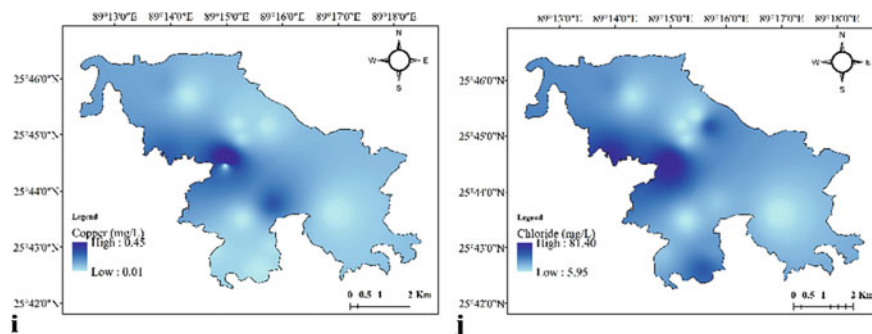 89°13'0"E 89°14'0"E 89°15'0"E 89°16'0"E 89°17'0"E 89°18'0"E
N
W E
S
25°46'0"N
25°45'0"N
25°44'0"N
25°43'0"N
25°42'0"N
Legend
Copper (mg/L)
High : 0.45
Low : 0.01
0 0.5 1 2 Km
i
89°13'0"E 89°14'0"E 89°15'0"E 89°16'0"E 89°17'0"E 89°18'0"E
N
W E
S
25°46'0"N
25°45'0"N
25°44'0"N
25°43'0"N
25°42'0"N
Legend
Chloride (mg/L)
High : 81.40
Low : 5.95
0 0.5 1 2 Km
j